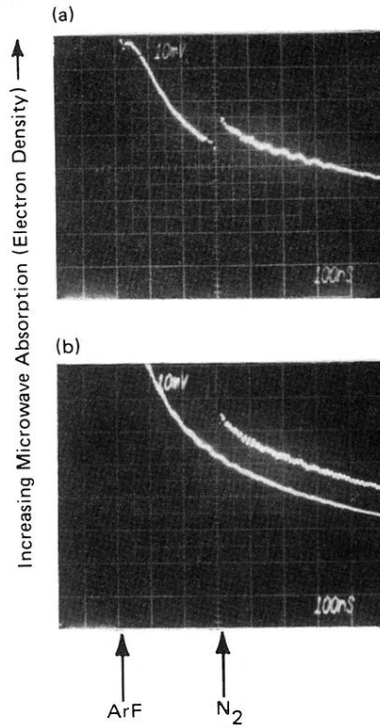 (a)
10mV
100nS
(b)
10mV
100nS
Increasing Microwave Absorption (Electron Density)
ArF
N2